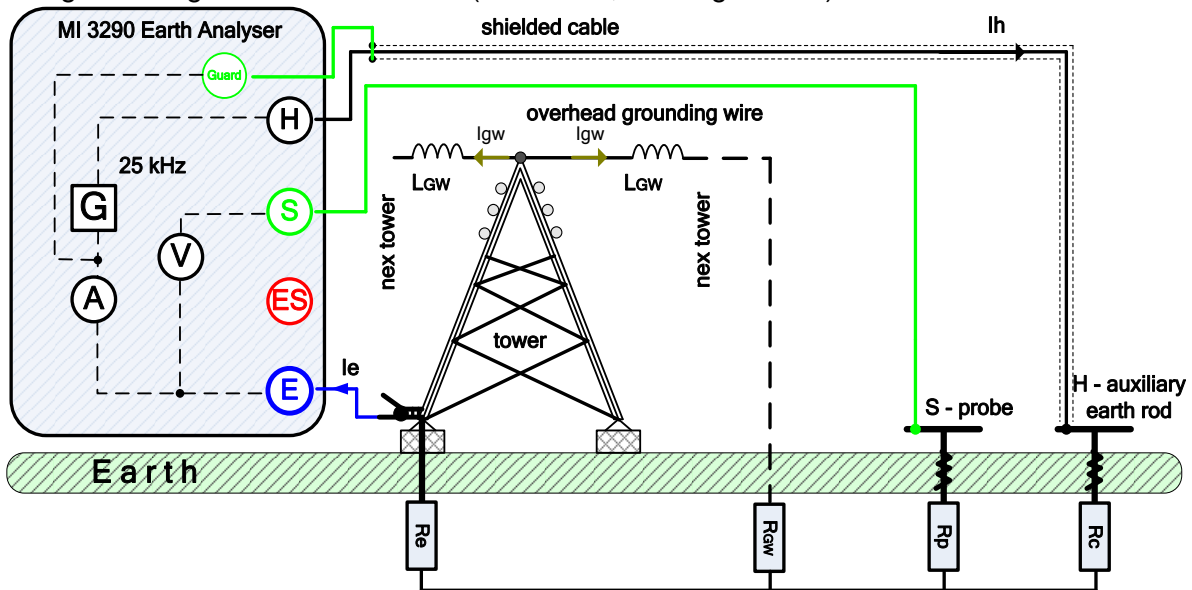 MI 3290 Earth Analyser
Guard
H
25 kHz
G
S
V
A
ES
E
Ie
shielded cable
Ih
overhead grounding wire
Igw
Igw
LGW
LGW
nex tower
nex tower
tower
S - probe
H - auxiliary
earth rod
Earth
Re
RGW
Rp
Rc